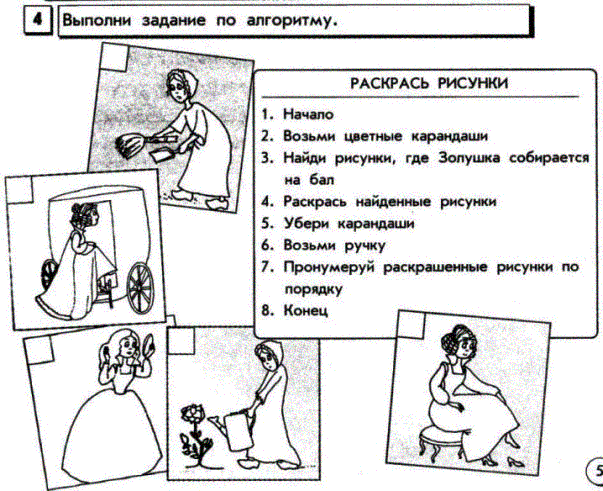 4 Выполни задание по алгоритму.
РАСКРАСЬ РИСУНКИ
1. Начало
2. Возьми цветные карандаши
3. Найди рисунки, где Золушка собирается
на бал
4. Раскрась найденные рисунки
5. Убери карандаши
6. Возьми ручку
7. Пронумеруй раскрашенные рисунки по
порядку
8. Конец
5